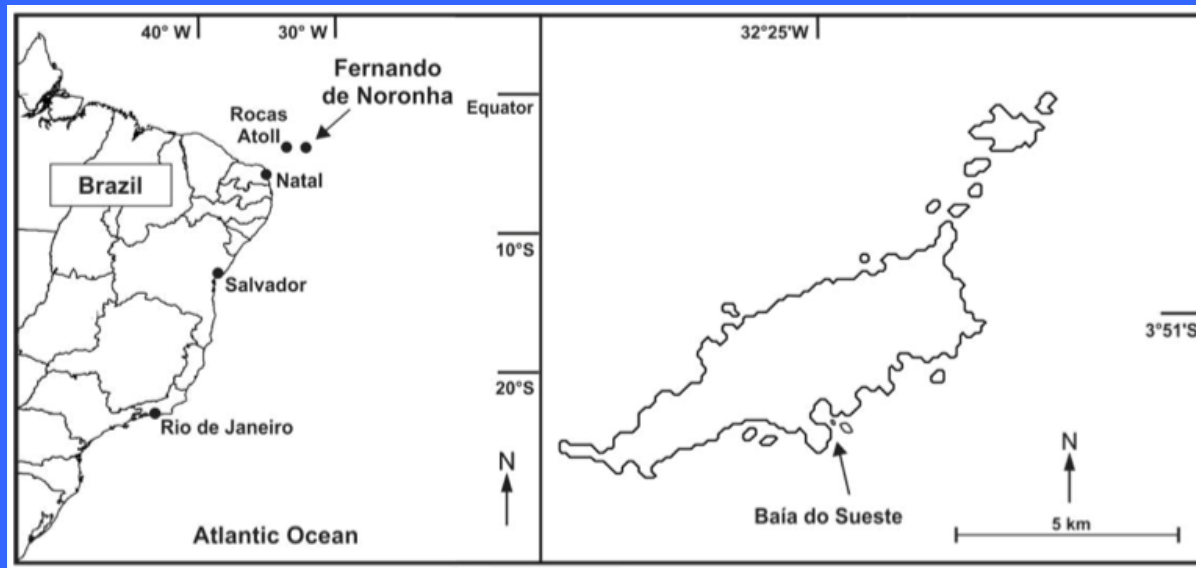 40° W
30° W
Fernando
de Noronha
Equator
Rocas
Atoll
Brazil
Natal
10°S
Salvador
20°S
Rio de Janeiro
N
Atlantic Ocean
32°25'W
3°51'S
N
Baía do Sueste
5 km